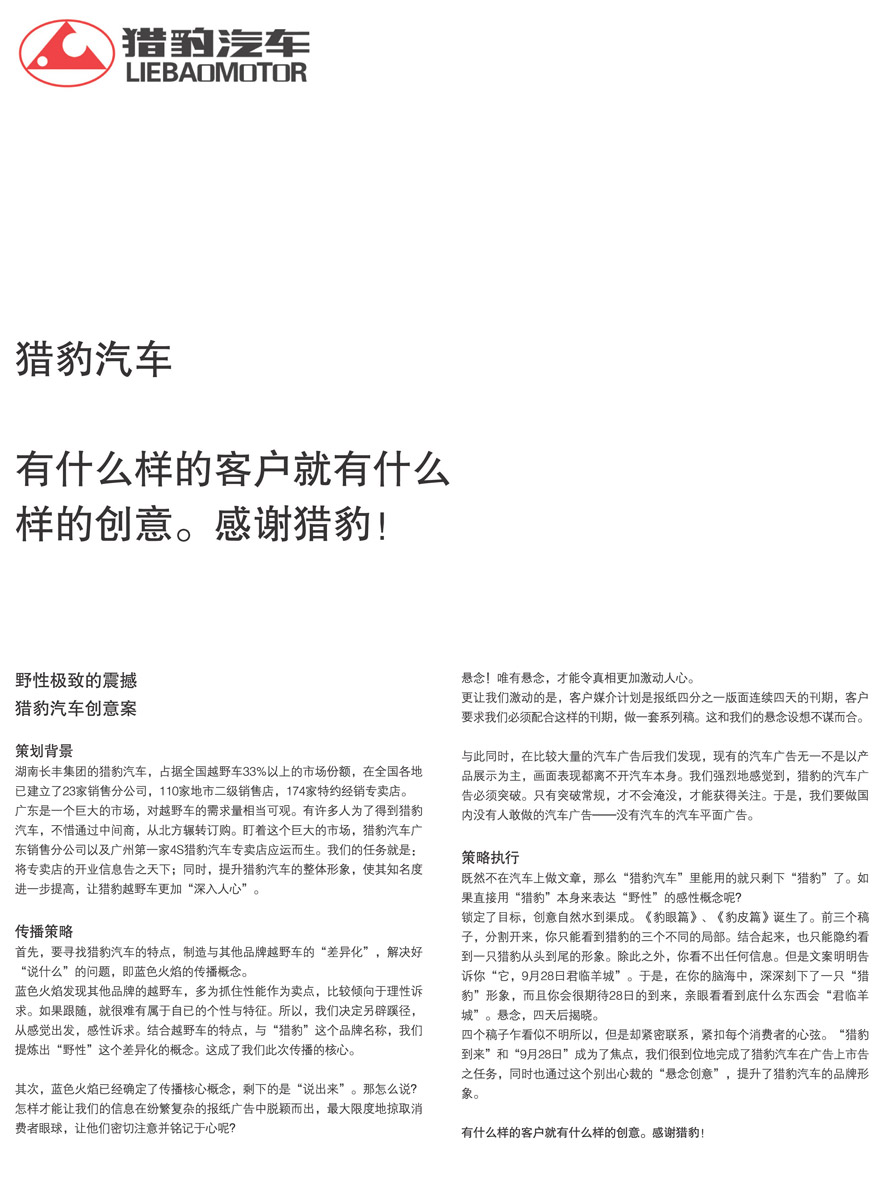 猎豹汽车
LIEBAOMOTOR
猎豹汽车
有什么样的客户就有什么
样的创意。感谢猎豹！
野性极致的震撼
猎豹汽车创意案
策划背景
湖南长丰集团的猎豹汽车，占据全国越野车33%以上的市场份额，在全国各地
已建立了23家销售分公司，110家地市二级销售店，174家特约经销专卖店。
广东是一个巨大的市场，对越野车的需求量相当可观。有许多人为了得到猎豹
汽车，不惜通过中间商，从北方辗转订购。盯着这个巨大的市场，猎豹汽车广
东销售分公司以及广州第一家4S猎豹汽车专卖店应运而生。我们的任务就是：
将专卖店的开业信息告之天下；同时，提升猎豹汽车的整体形象，使其知名度
进一步提高，让猎豹越野车更加“深入人心”。
传播策略
首先，要寻找猎豹汽车的特点，制造与其他品牌越野车的“差异化”，解决好
“说什么”的问题，即蓝色火焰的传播概念。
蓝色火焰发现其他品牌的越野车，多为抓住性能作为卖点，比较倾向于理性诉
求。如果跟随，就很难有属于自已的个性与特征。所以，我们决定另辟蹊径，
从感觉出发，感性诉求。结合越野车的特点，与“猎豹”这个品牌名称，我们
提炼出“野性”这个差异化的概念。这成了我们此次传播的核心。
其次，蓝色火焰已经确定了传播核心概念，剩下的是“说出来”。那怎么说？
怎样才能让我们的信息在纷繁复杂的报纸广告中脱颖而出，最大限度地掠取消
费者眼球，让他们密切注意并铭记于心呢？
悬念！唯有悬念，才能令真相更加激动人心。
更让我们激动的是，客户媒介计划是报纸四分之一版面连续四天的刊期，客户
要求我们必须配合这样的刊期，做一套系列稿。这和我们的悬念设想不谋而合。
与此同时，在比较大量的汽车广告后我们发现，现有的汽车广告无一不是以产
品展示为主，画面表现都离不开汽车本身。我们强烈地感觉到，猎豹的汽车广
告必须突破。只有突破常规，才不会淹没，才能获得关注。于是，我们要做国
内没有人敢做的汽车广告——没有汽车的汽车平面广告。
策略执行
既然不在汽车上做文章，那么“猎豹汽车”里能用的就只剩下“猎豹”了。如
果直接用“猎豹”本身来表达“野性”的感性概念呢？
锁定了目标，创意自然水到渠成。《豹眼篇》、《豹皮篇》诞生了。前三个稿
子，分割开来，你只能看到猎豹的三个不同的局部。结合起来，也只能隐约看
到一只猎豹从头到尾的形象。除此之外，你看不出任何信息。但是文案明明告
诉你“它，9月28日君临羊城”。于是，在你的脑海中，深深刻下了一只“猎
豹”形象，而且你会很期待28日的到来，亲眼看看到底什么东西会“君临羊
城”。悬念，四天后揭晓。
四个稿子乍看似不明所以，但是却紧密联系，紧扣每个消费者的心弦。“猎豹
到来”和“9月28日”成为了焦点，我们很到位地完成了猎豹汽车在广告上市告
之任务，同时也通过这个别出心裁的“悬念创意”，提升了猎豹汽车的品牌形
象。
有什么样的客户就有什么样的创意。感谢猎豹！